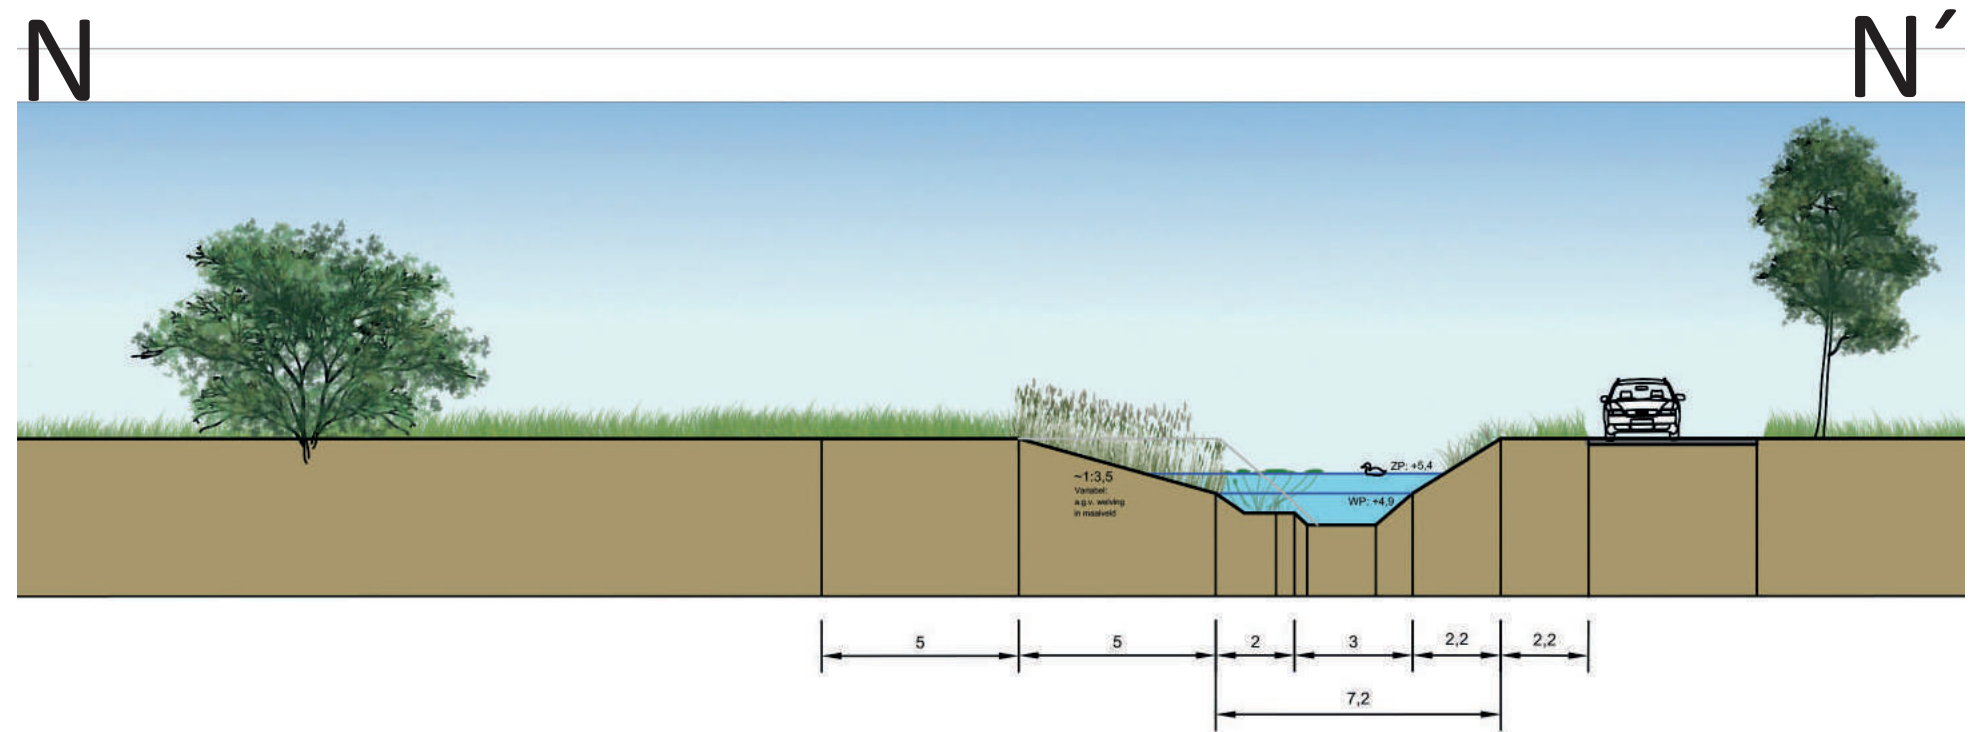 N N´
ZP: +5,4
~1:3,5
Variabel:
a.g.v. welving
in maaiveld
WP: +4,9
5 5 2 3 2,2 2,2
7,2